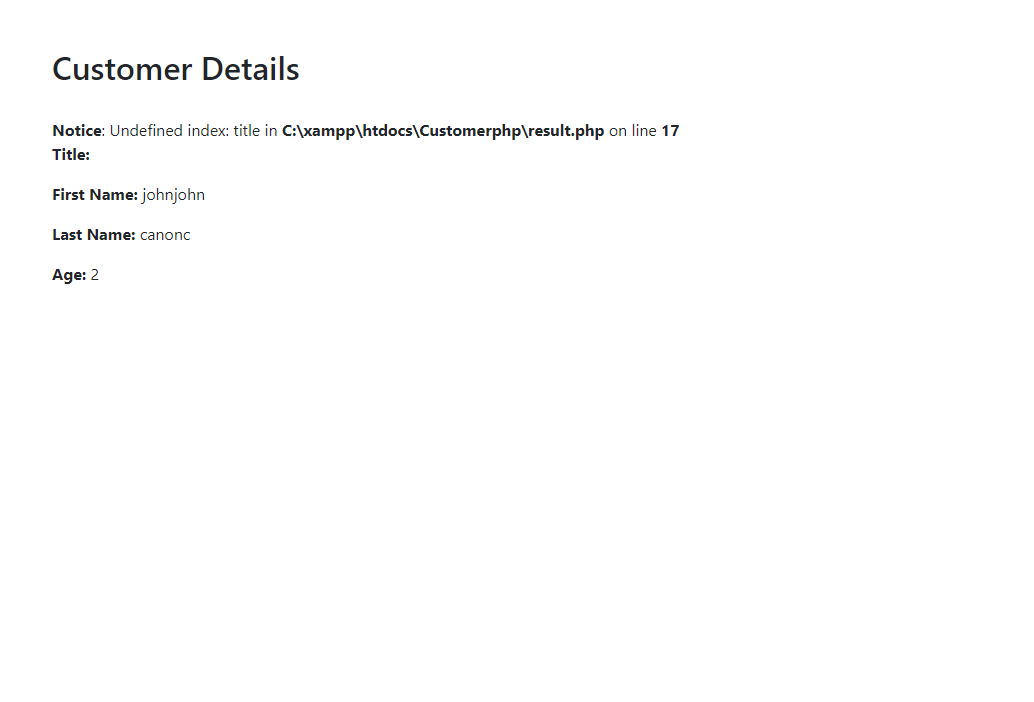 Customer Details
Notice: Undefined index: title in C:\xampp\htdocs\Customerphp\result.php on line 17
Title:
First Name: johnjohn
Last Name: canonc
Age: 2